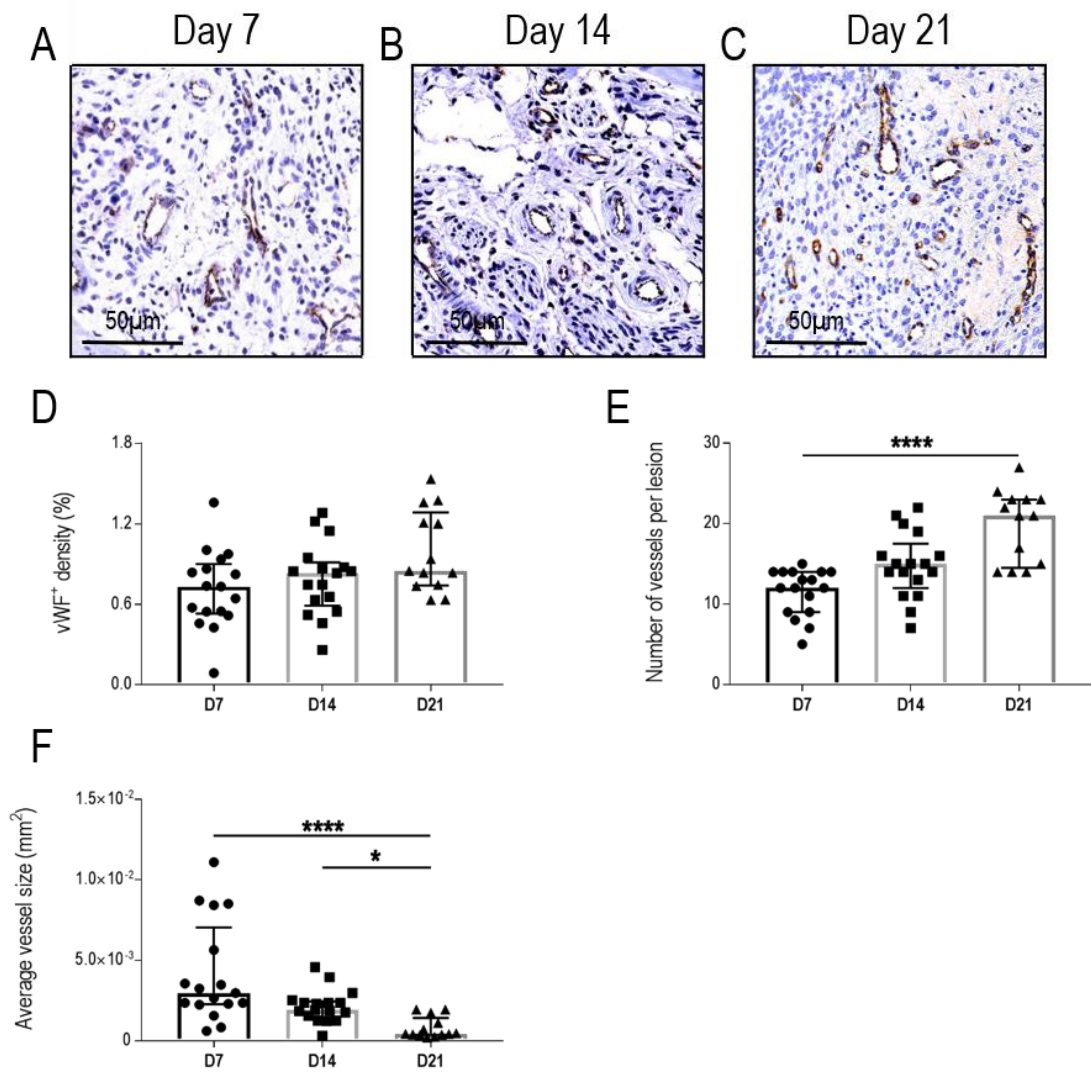 A Day 7
B Day 14
C Day 21
50µm
50µm
50µm
D
vWF⁺ density (%)
1.8
1.2
0.6
0.0
D7 D14 D21
E
Number of vessels per lesion
30
20
10
0
****
D7 D14 D21
F
Average vessel size (mm²)
1.5×10⁻²
1.0×10⁻²
5.0×10⁻³
0
****
*
D7 D14 D21